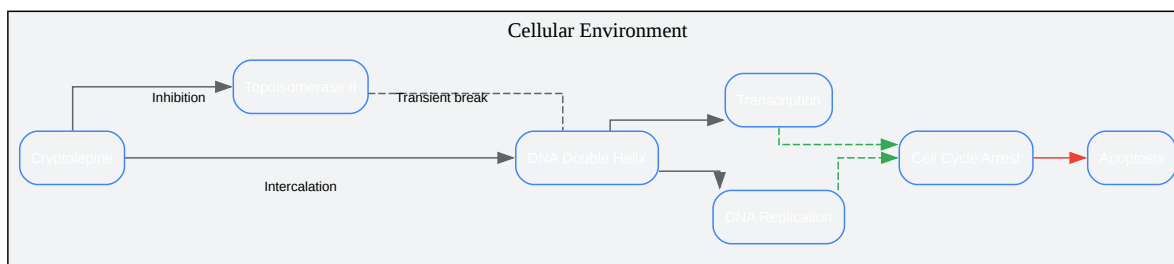 Cellular Environment
Topoisomerase II
Inhibition
Transient break
Transcription
Cryptolepine
DNA Double Helix
Cell Cycle Arrest
Apoptosis
Intercalation
DNA Replication